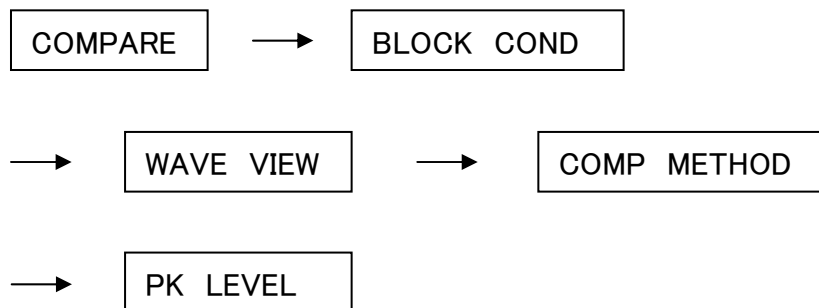 COMPARE BLOCK COND
WAVE VIEW COMP METHOD
PK LEVEL